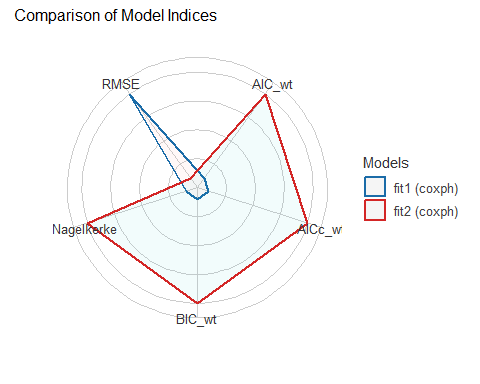 Comparison of Model Indices
RMSE
AIC_wt
Models
fit1 (coxph)
fit2 (coxph)
Nagelkerke
AICc_w
BIC_wt